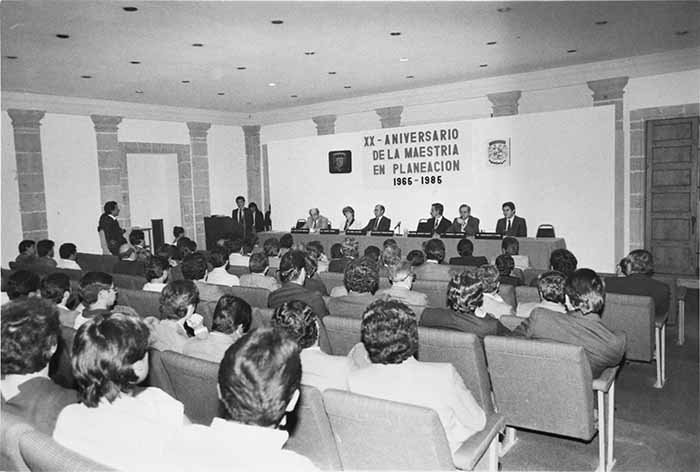 XX - ANIVERSARIO
DE LA MAESTRIA
EN PLANEACION
1965 - 1985